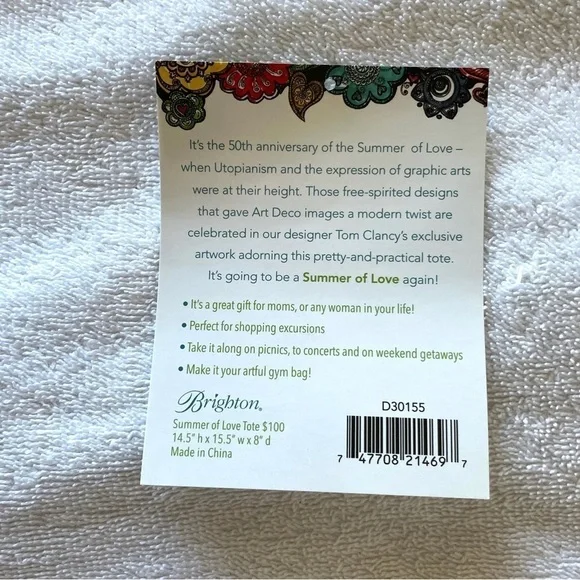 It's the 50th anniversary of the Summer of Love –
when Utopianism and the expression of graphic arts
were at their height. Those free-spirited designs
that gave Art Deco images a modern twist are
celebrated in our designer Tom Clancy's exclusive
artwork adorning this pretty-and-practical tote.
It's going to be a Summer of Love again!
• It's a great gift for moms, or any woman in your life!
• Perfect for shopping excursions
• Take it along on picnics, to concerts and on weekend getaways
• Make it your artful gym bag!
Brighton®
Summer of Love Tote $100
14.5" h x 15.5" w x 8" d
Made in China
D30155
7 47708 21469 7